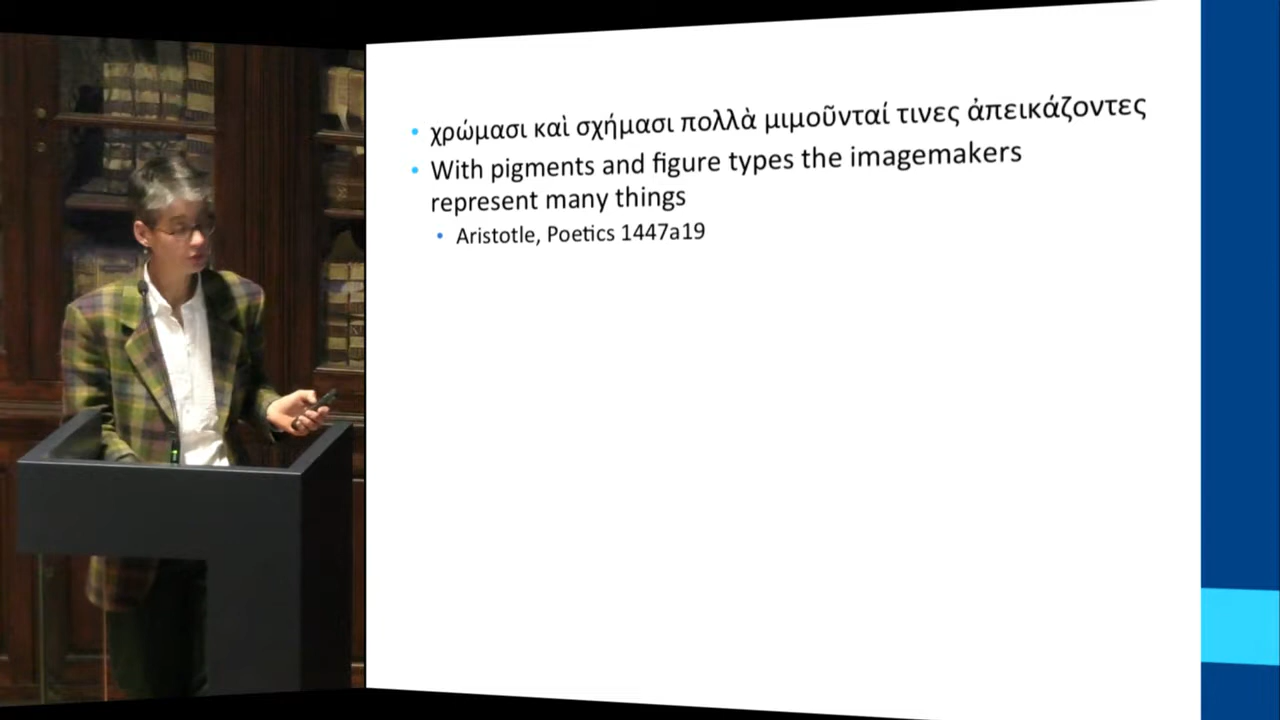 χρώμασι καὶ σχήμασι πολλὰ μιμοῦνταί τινες ἀπεικάζοντες
With pigments and figure types the imagemakers
represent many things
Aristotle, Poetics 1447a19